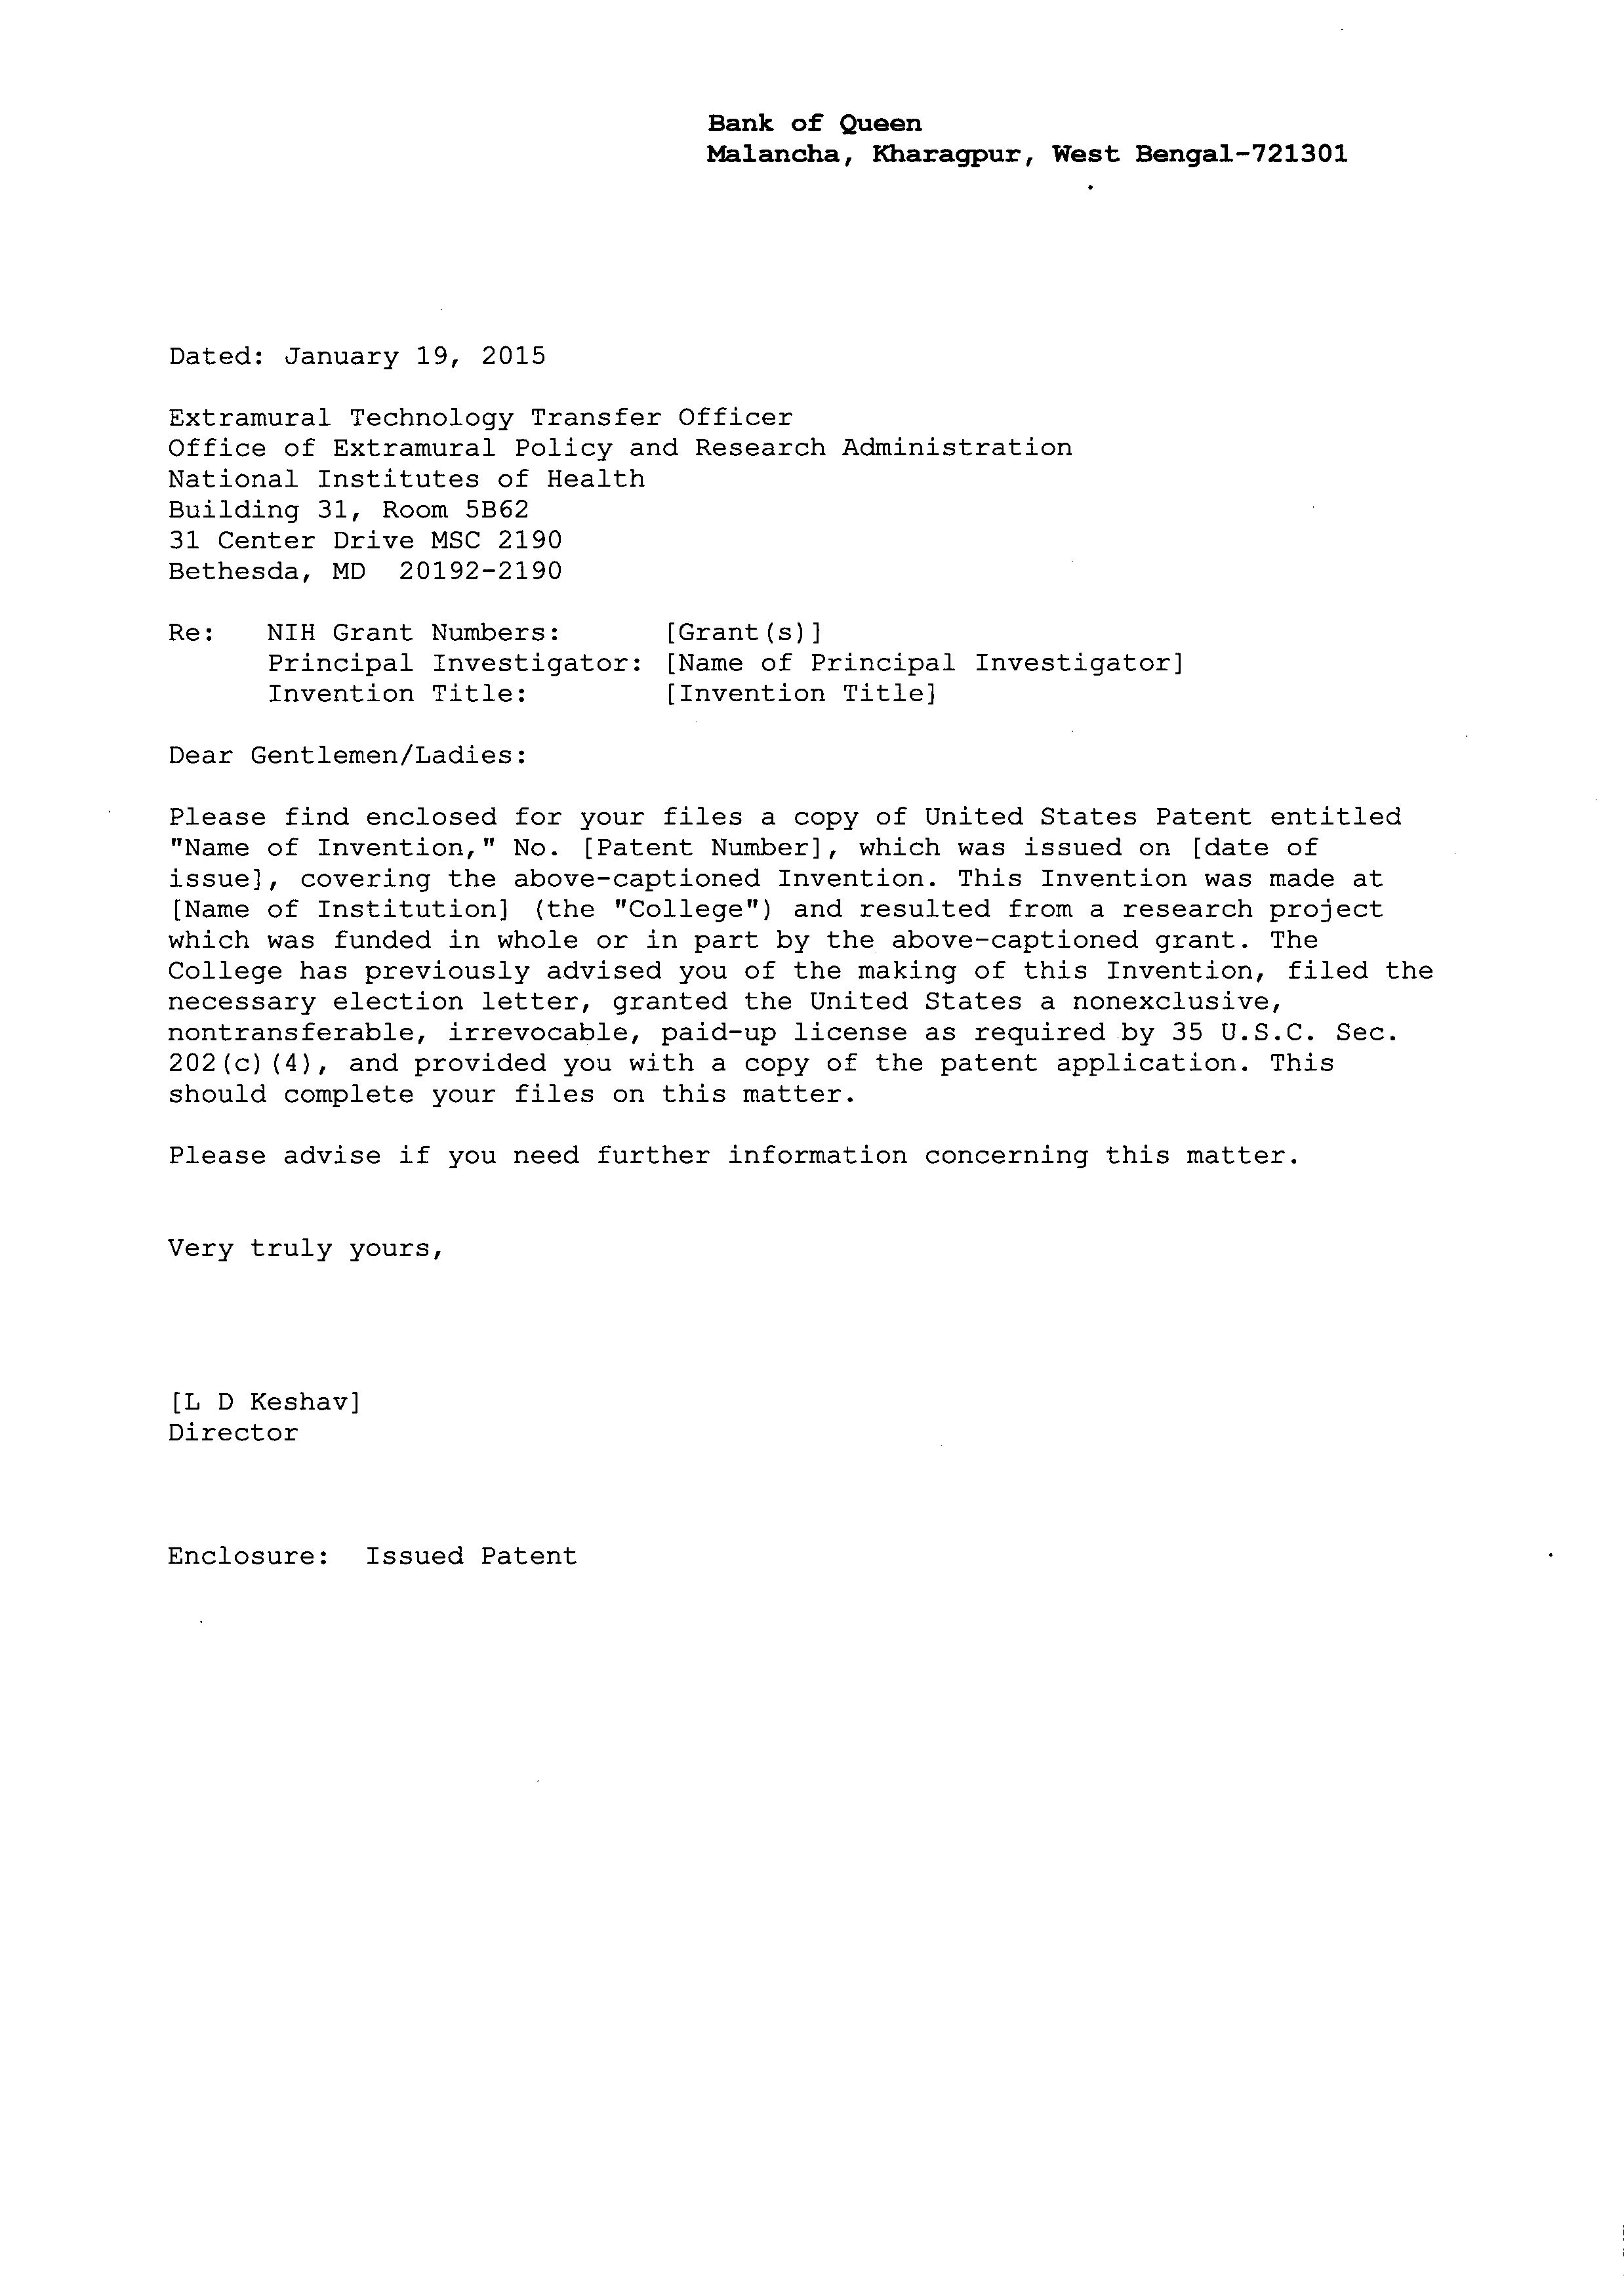 Bank of Queen
Malancha, Kharagpur, West Bengal-721301
Dated: January 19, 2015
Extramural Technology Transfer Officer
Office of Extramural Policy and Research Administration
National Institutes of Health
Building 31, Room 5B62
31 Center Drive MSC 2190
Bethesda, MD  20192-2190
Re:   NIH Grant Numbers:      [Grant(s)]
Principal Investigator: [Name of Principal Investigator]
Invention Title:        [Invention Title]
Dear Gentlemen/Ladies:
Please find enclosed for your files a copy of United States Patent entitled
"Name of Invention," No. [Patent Number], which was issued on [date of
issue], covering the above-captioned Invention. This Invention was made at
[Name of Institution] (the "College") and resulted from a research project
which was funded in whole or in part by the above-captioned grant. The
College has previously advised you of the making of this Invention, filed the
necessary election letter, granted the United States a nonexclusive,
nontransferable, irrevocable, paid-up license as required by 35 U.S.C. Sec.
202(c)(4), and provided you with a copy of the patent application. This
should complete your files on this matter.
Please advise if you need further information concerning this matter.
Very truly yours,
[L D Keshav]
Director
Enclosure:  Issued Patent